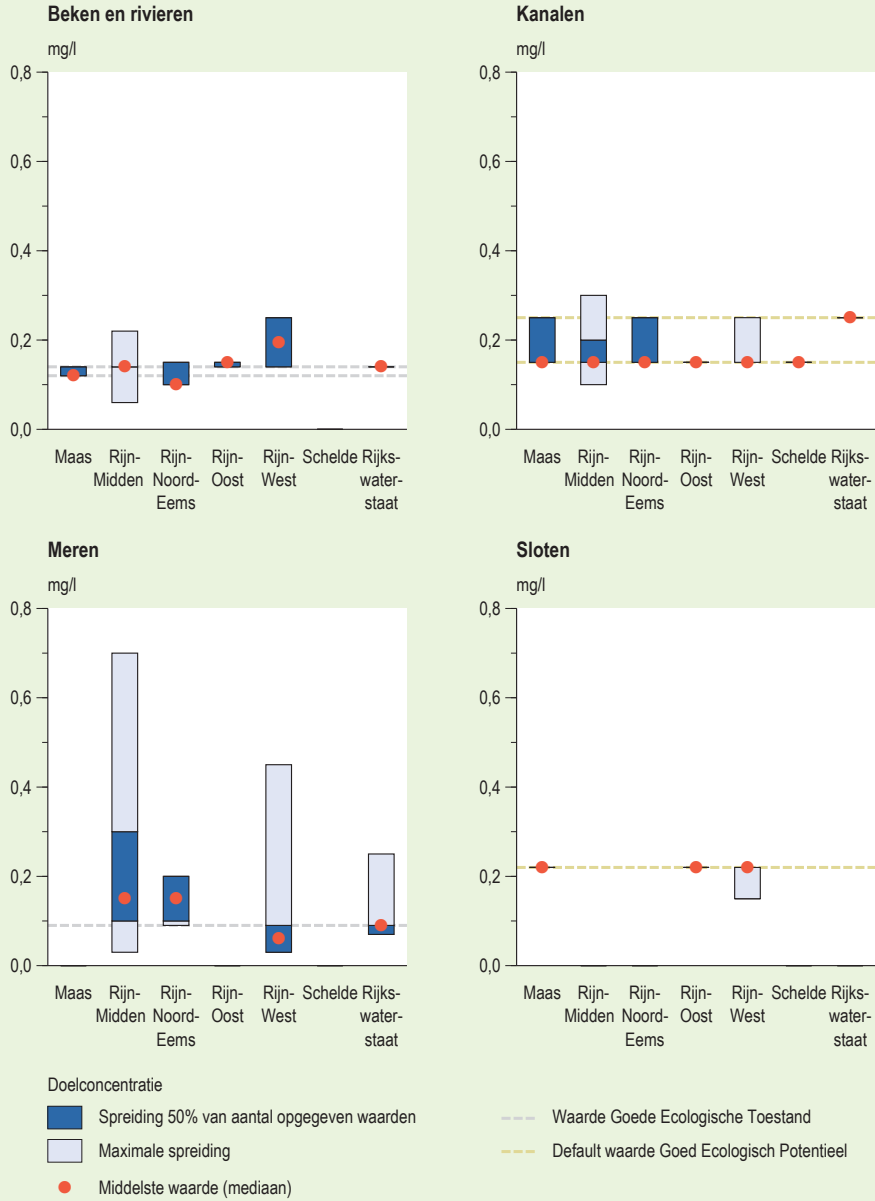 Beken en rivieren
mg/l
0,8
0,6
0,4
0,2
0,0
Maas
Rijn-
Midden
Rijn-
Noord-
Eems
Rijn-
Oost
Rijn-
West
Schelde
Rijks-
water-
staat
Kanalen
mg/l
0,8
0,6
0,4
0,2
0,0
Maas
Rijn-
Midden
Rijn-
Noord-
Eems
Rijn-
Oost
Rijn-
West
Schelde
Rijks-
water-
staat
Meren
mg/l
0,8
0,6
0,4
0,2
0,0
Maas
Rijn-
Midden
Rijn-
Noord-
Eems
Rijn-
Oost
Rijn-
West
Schelde
Rijks-
water-
staat
Sloten
mg/l
0,8
0,6
0,4
0,2
0,0
Maas
Rijn-
Midden
Rijn-
Noord-
Eems
Rijn-
Oost
Rijn-
West
Schelde
Rijks-
water-
staat
Doelconcentratie
Spreiding 50% van aantal opgegeven waarden
Maximale spreiding
Middelste waarde (mediaan)
Waarde Goede Ecologische Toestand
Default waarde Goed Ecologisch Potentieel